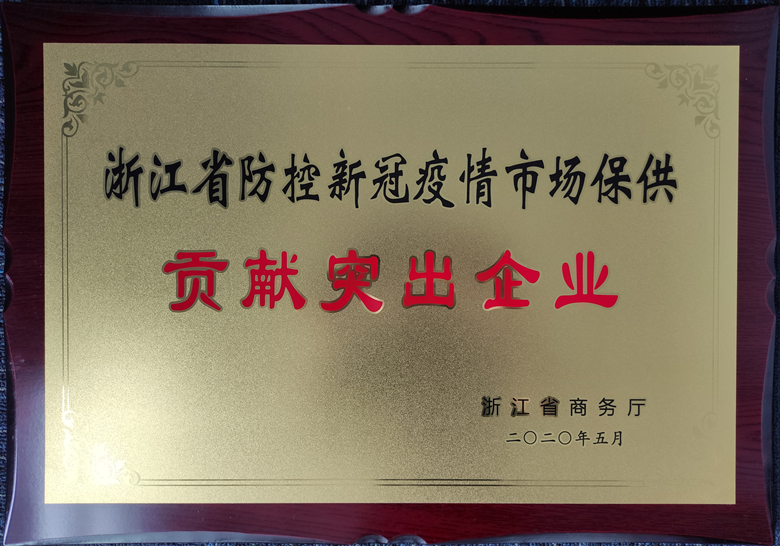 浙江省防控新冠疫情市场保供
贡献突出企业
浙江省商务厅
二〇二〇年五月